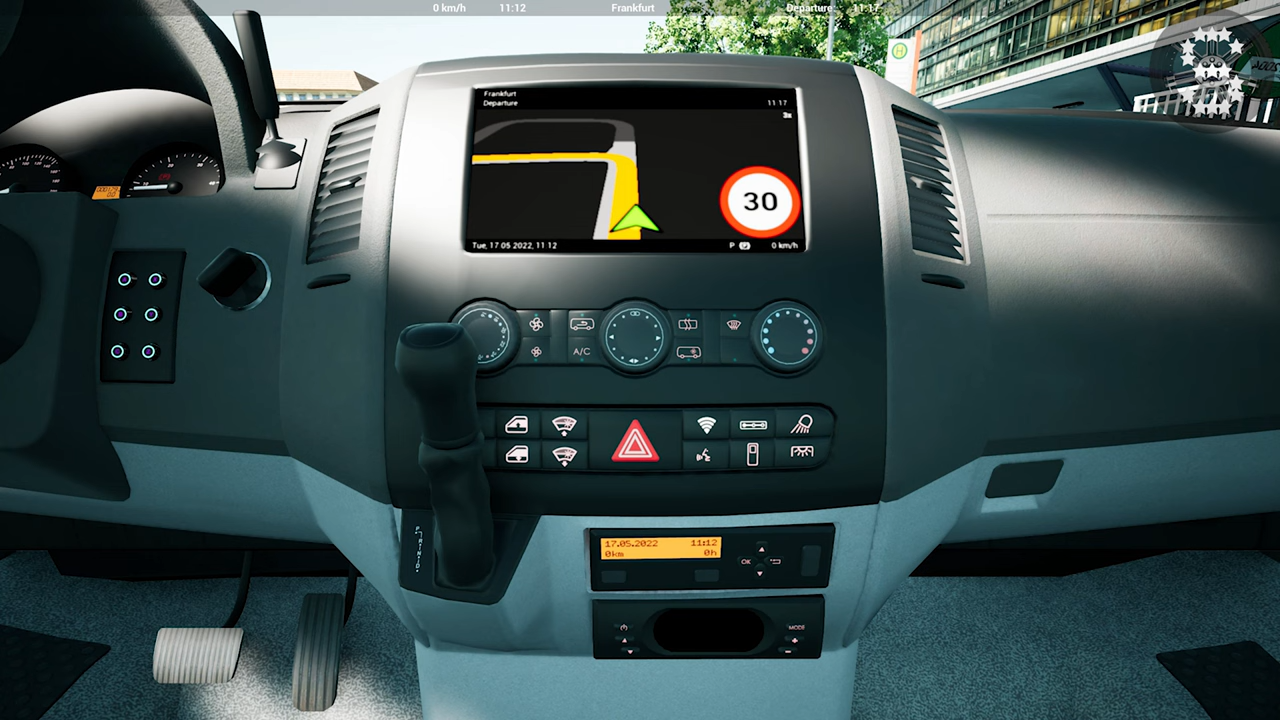 0 km/h 11:12 Frankfurt Departure: 11:17
H
Frankfurt
Departure 11 17
3x
30
Tue, 17 05 2022, 11 12 P 0 km/h
A/C
17.05.2022 11:12
0km 0h
OK
MODE
P
R
N
D